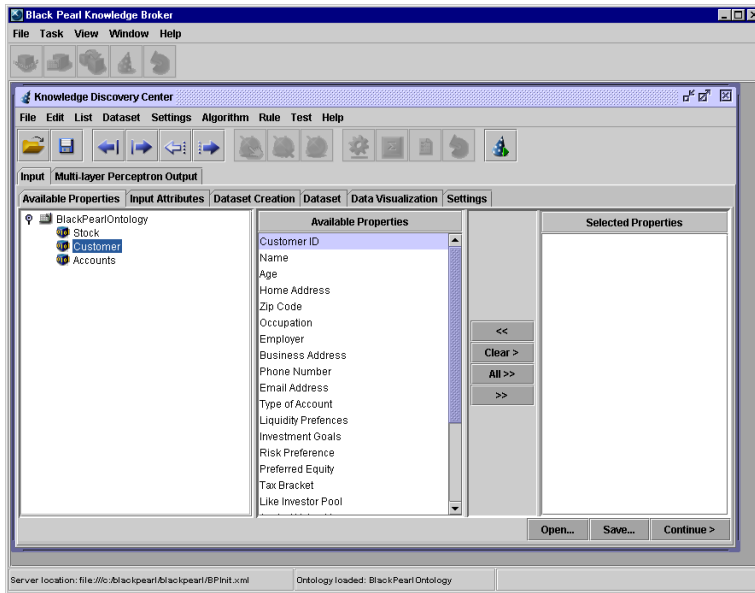 Black Pearl Knowledge Broker
File Task View Window Help
Knowledge Discovery Center
File Edit List Dataset Settings Algorithm Rule Test Help
Input Multi-layer Perceptron Output
Available Properties Input Attributes Dataset Creation Dataset Data Visualization Settings
BlackPearlOntology
Stock
Customer
Accounts
Available Properties
Customer ID
Name
Age
Home Address
Zip Code
Occupation
Employer
Business Address
Phone Number
Email Address
Type of Account
Liquidity Prefences
Investment Goals
Risk Preference
Preferred Equity
Tax Bracket
Like Investor Pool
<<
Clear >
All >>
>>
Selected Properties
Open... Save... Continue >
Server location: file:///c:/blackpearl/blackpearl/BPInit.xml Ontology loaded: BlackPearlOntology